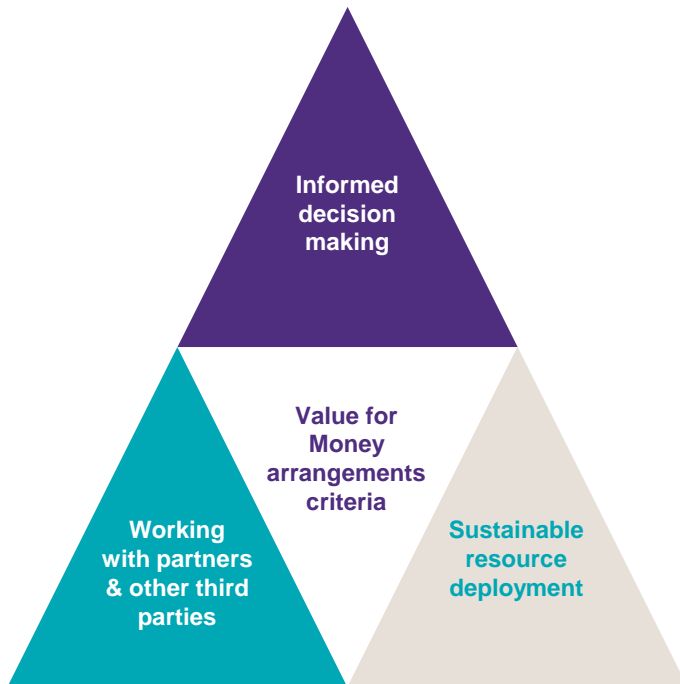 Informed
decision
making
Value for
Money
arrangements
criteria
Working
with partners
& other third
parties
Sustainable
resource
deployment